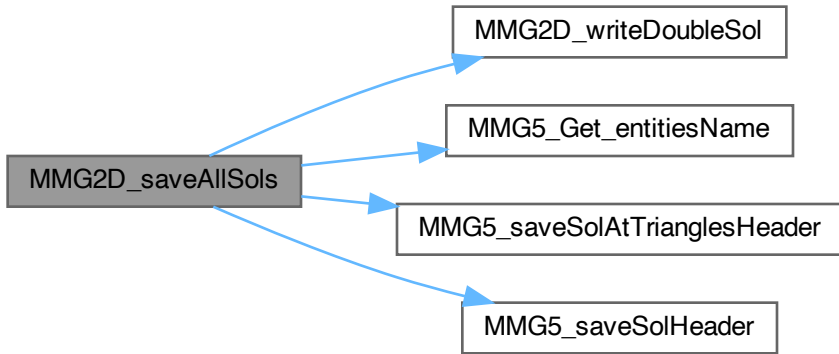 MMG2D_writeDoubleSol
MMG5_Get_entitiesName
MMG2D_saveAllSols
MMG5_saveSolAtTrianglesHeader
MMG5_saveSolHeader